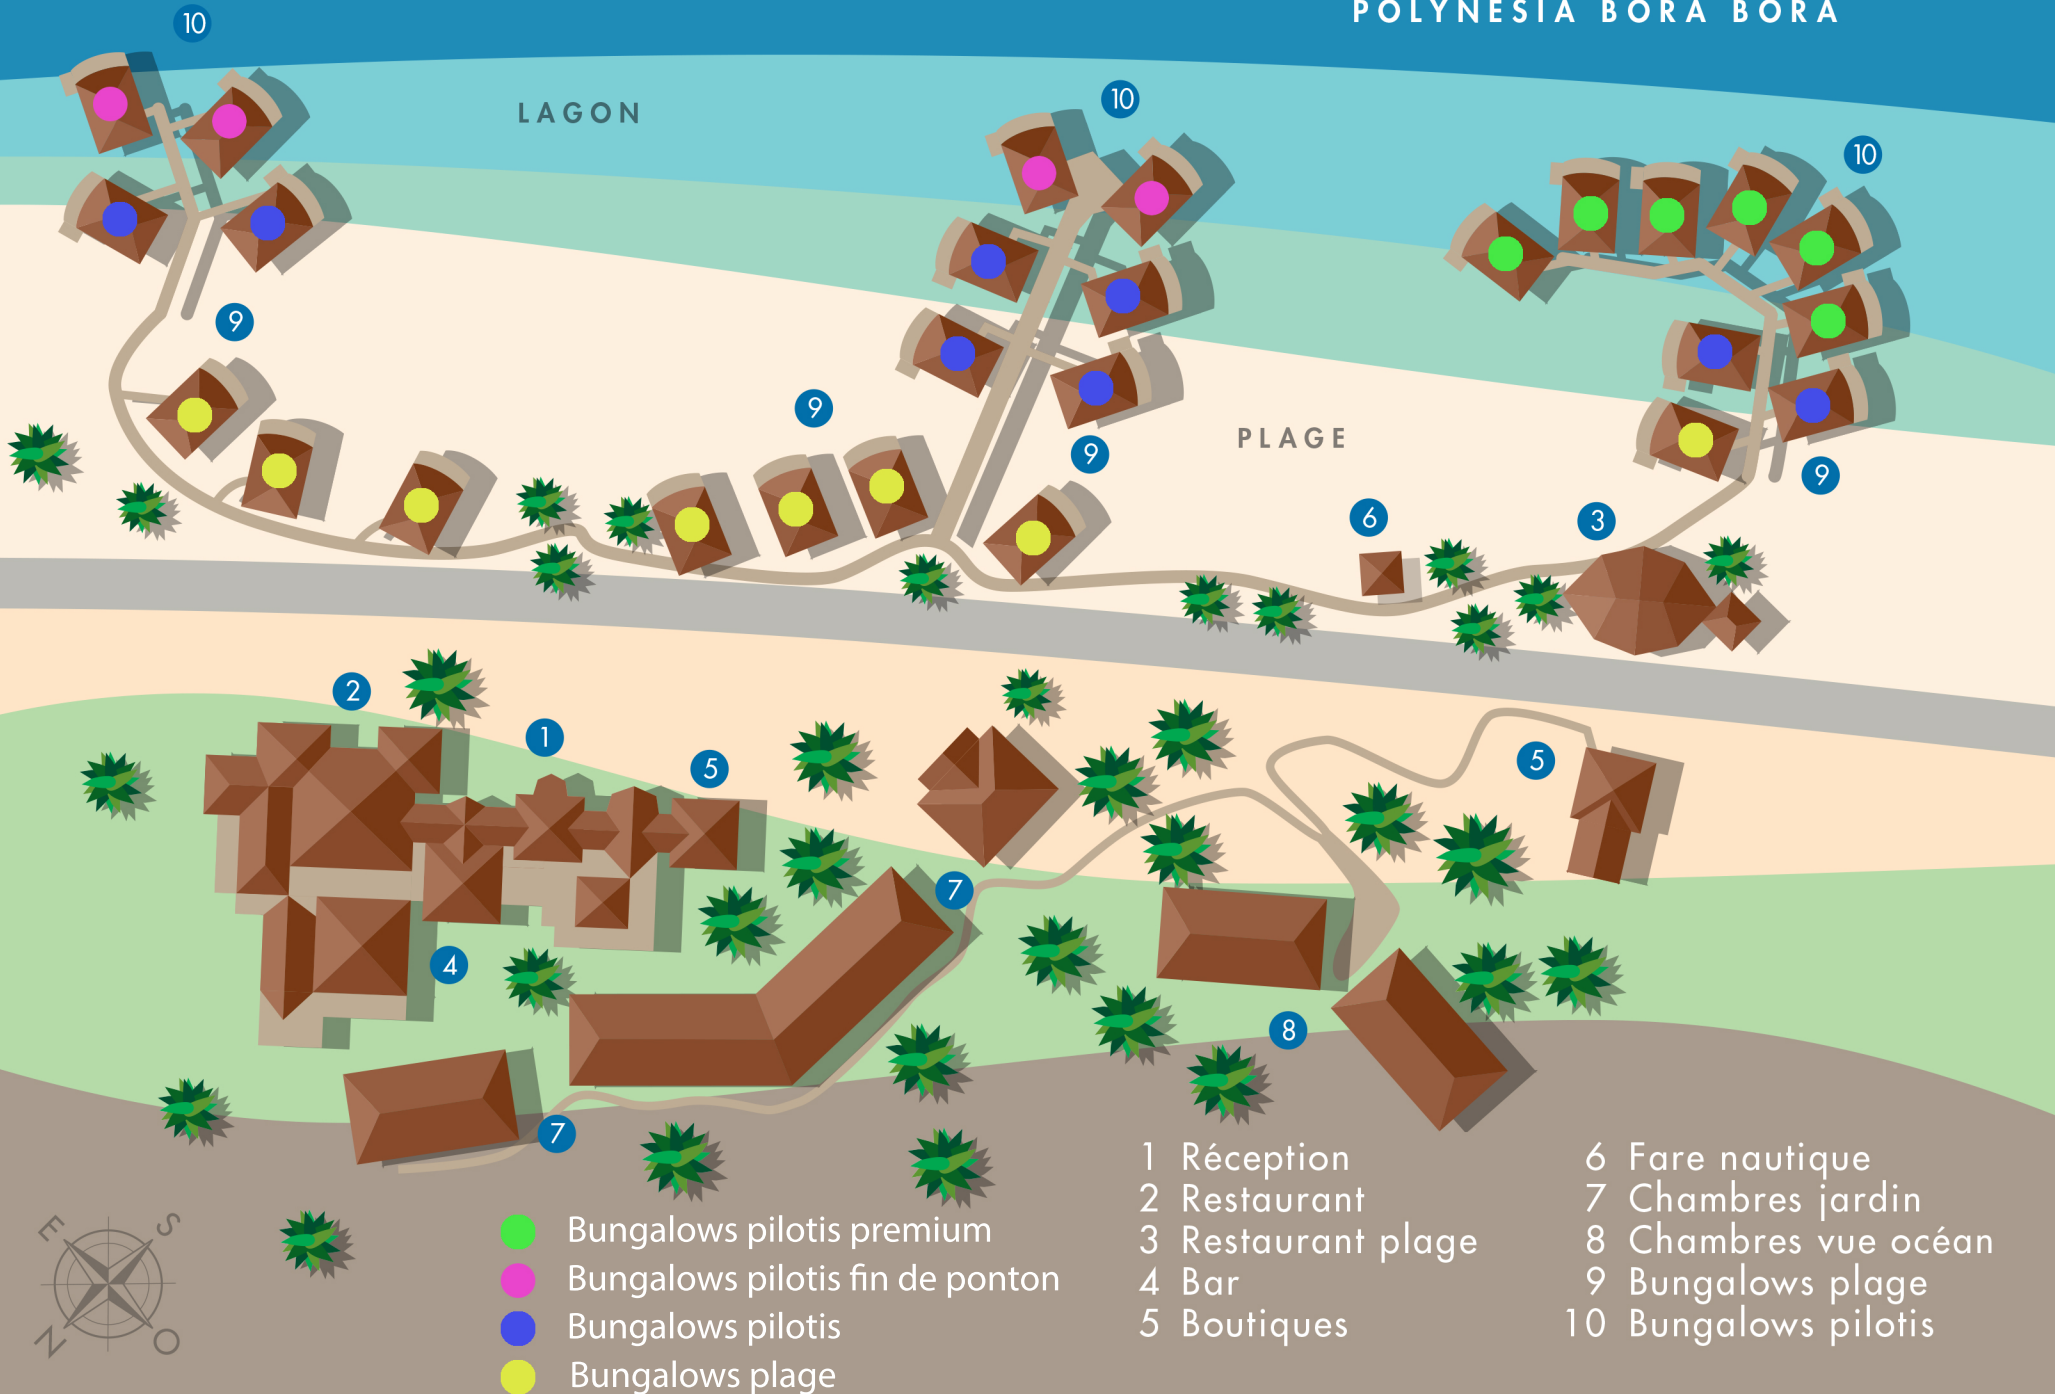 POLYNESIA BORA BORA
10
LAGON
10
10
9
9
PLAGE
9
9
6
3
2
1
5
5
7
4
8
7
E
S
N
O
Bungalows pilotis premium
Bungalows pilotis fin de ponton
Bungalows pilotis
Bungalows plage
1 Réception
2 Restaurant
3 Restaurant plage
4 Bar
5 Boutiques
6 Fare nautique
7 Chambres jardin
8 Chambres vue océan
9 Bungalows plage
10 Bungalows pilotis